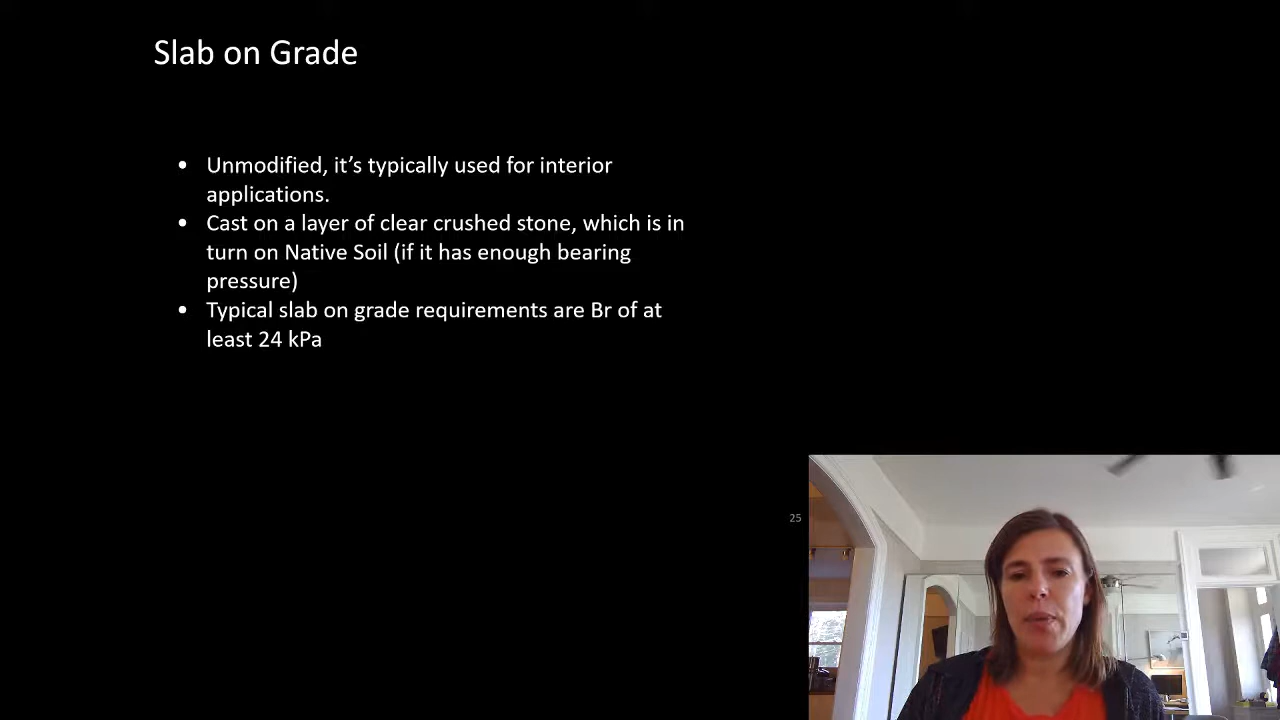 Slab on Grade
• Unmodified, it’s typically used for interior
applications.
• Cast on a layer of clear crushed stone, which is in
turn on Native Soil (if it has enough bearing
pressure)
• Typical slab on grade requirements are Br of at
least 24 kPa
25